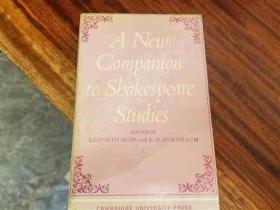 A New
Companion
to Shakespeare
Studies
EDITED BY
KENNETH MUIR AND S. SCHOENBAUM
CAMBRIDGE UNIVERSITY PRESS